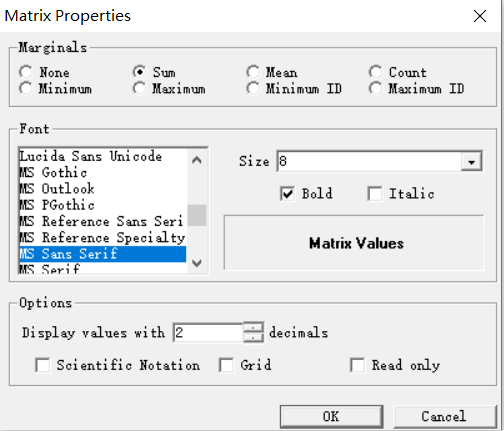 Matrix Properties
Marginals
None Sum Mean Count
Minimum Maximum Minimum ID Maximum ID
Font
Lucida Sans Unicode
MS Gothic
MS Outlook
MS PGothic
MS Reference Sans Seri
MS Reference Specialty
MS Sans Serif
MS Serif
Size 8
Bold Italic
Matrix Values
Options
Display values with 2 decimals
Scientific Notation Grid Read only
OK Cancel